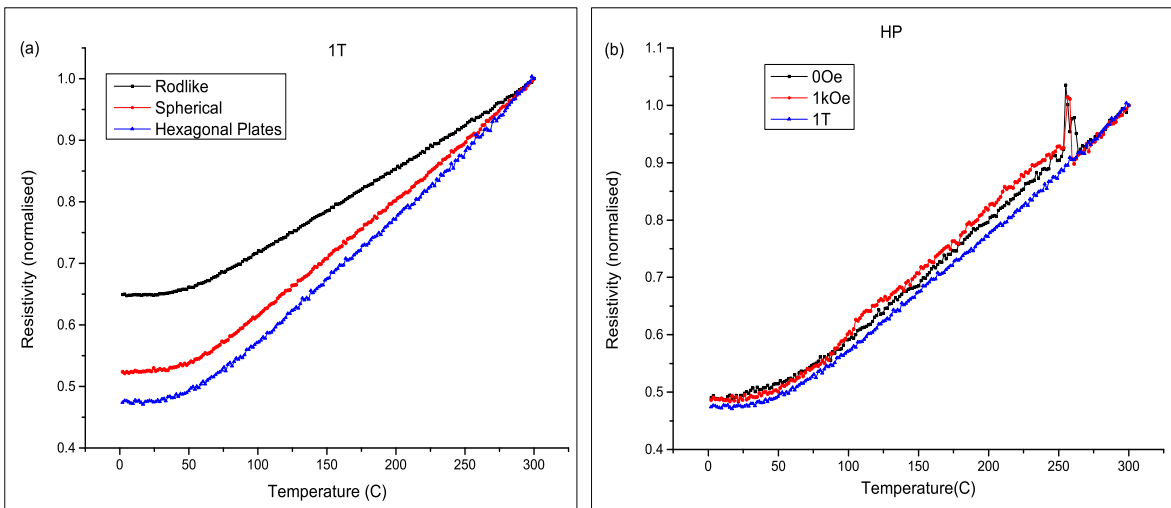 (a)
1T
Rodlike
Spherical
Hexagonal Plates
1.0
0.9
0.8
0.7
0.6
0.5
0.4
Resistivity (normalised)
0 50 100 150 200 250 300
Temperature (C)
(b)
HP
0Oe
1kOe
1T
1.1
1.0
0.9
0.8
0.7
0.6
0.5
0.4
Resistivity (normalised)
0 50 100 150 200 250 300
Temperature(C)